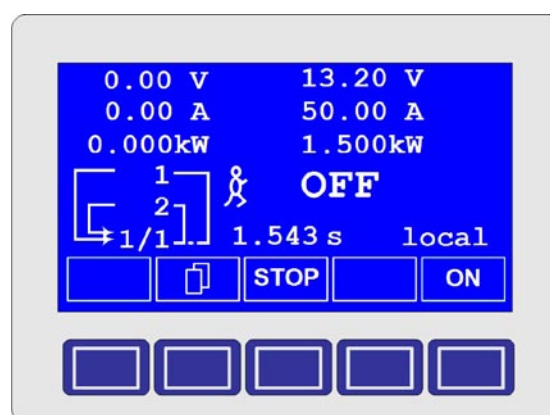 0.00 V 13.20 V
0.00 A 50.00 A
0.000kW 1.500kW
1 OFF
2
1/1 1.543 s local
STOP ON